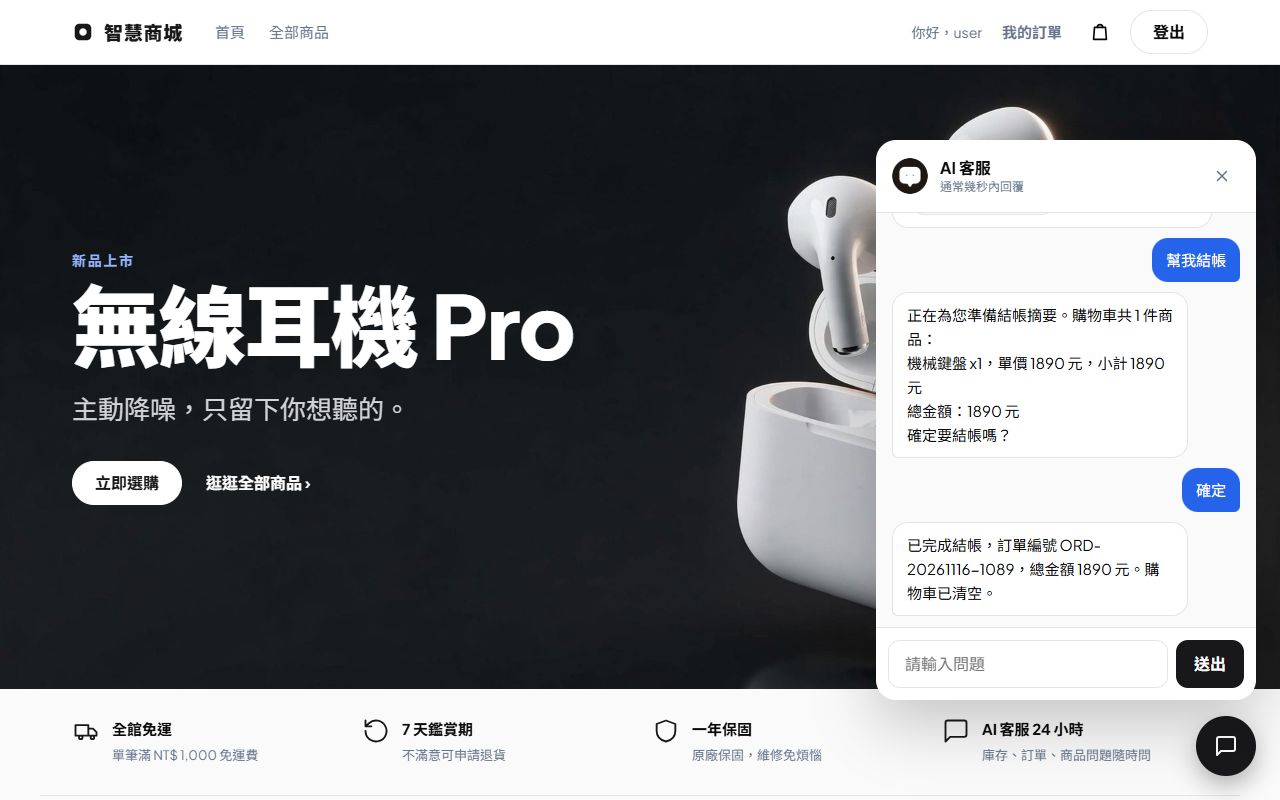 智慧商城
首頁
全部商品
你好，user
我的訂單
登出
新品上市
無線耳機 Pro
主動降噪，只留下你想聽的。
立即選購
逛逛全部商品 ›
AI 客服
通常幾秒內回覆
幫我結帳
正在為您準備結帳摘要。購物車共 1 件商
品：
機械鍵盤 x1，單價 1890 元，小計 1890
元
總金額：1890 元
確定要結帳嗎？
確定
已完成結帳，訂單編號 ORD-
20261116-1089，總金額 1890 元。購
物車已清空。
請輸入問題
送出
全館免運
單筆滿 NT$ 1,000 免運費
7 天鑑賞期
不滿意可申請退貨
一年保固
原廠保固，維修免煩惱
AI 客服 24 小時
庫存、訂單、商品問題隨時問